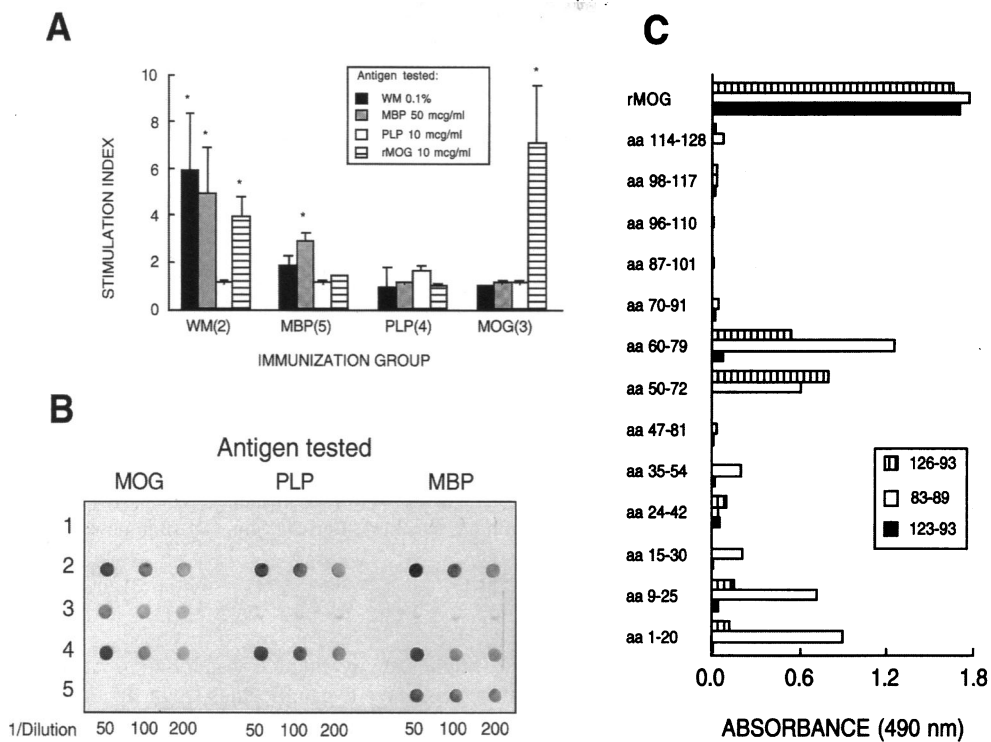 A
STIMULATION INDEX
10
8
6
4
2
0
Antigen tested:
WM 0.1%
MBP 50 mcg/ml
PLP 10 mcg/ml
rMOG 10 mcg/ml
*
*
*
*
*
WM(2) MBP(5) PLP(4) MOG(3)
IMMUNIZATION GROUP
B
Antigen tested
MOG PLP MBP
1
2
3
4
5
1/Dilution 50 100 200 50 100 200 50 100 200
C
rMOG
aa 114-128
aa 98-117
aa 96-110
aa 87-101
aa 70-91
aa 60-79
aa 50-72
aa 47-81
aa 35-54
aa 24-42
aa 15-30
aa 9-25
aa 1-20
126-93
83-89
123-93
0.0 0.6 1.2 1.8
ABSORBANCE (490 nm)